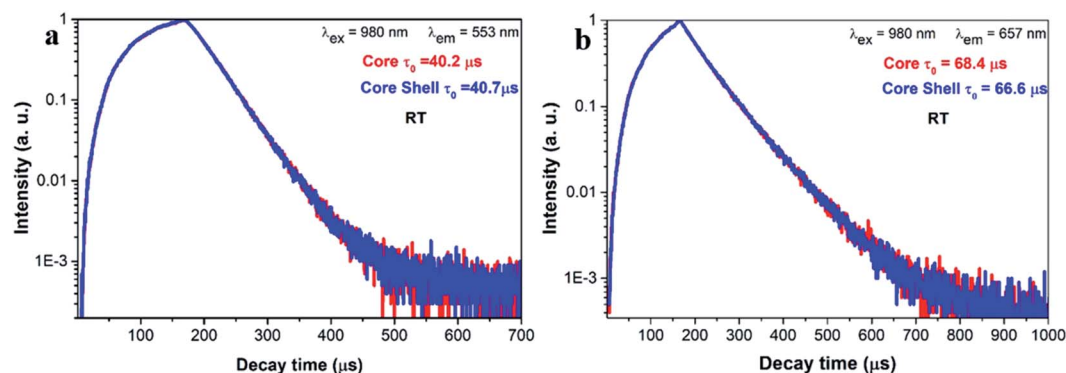 a
λex = 980 nm λem = 553 nm
Core τ0 = 40.2 μs
Core Shell τ0 = 40.7μs
RT
Intensity (a. u.)
1
0.1
0.01
1E-3
100 200 300 400 500 600 700
Decay time (μs)
b
λex = 980 nm λem = 657 nm
Core τ0 = 68.4 μs
Core Shell τ0 = 66.6 μs
RT
Intensity (a. u.)
1
0.1
0.01
1E-3
100 200 300 400 500 600 700 800 900 1000
Decay time (μs)